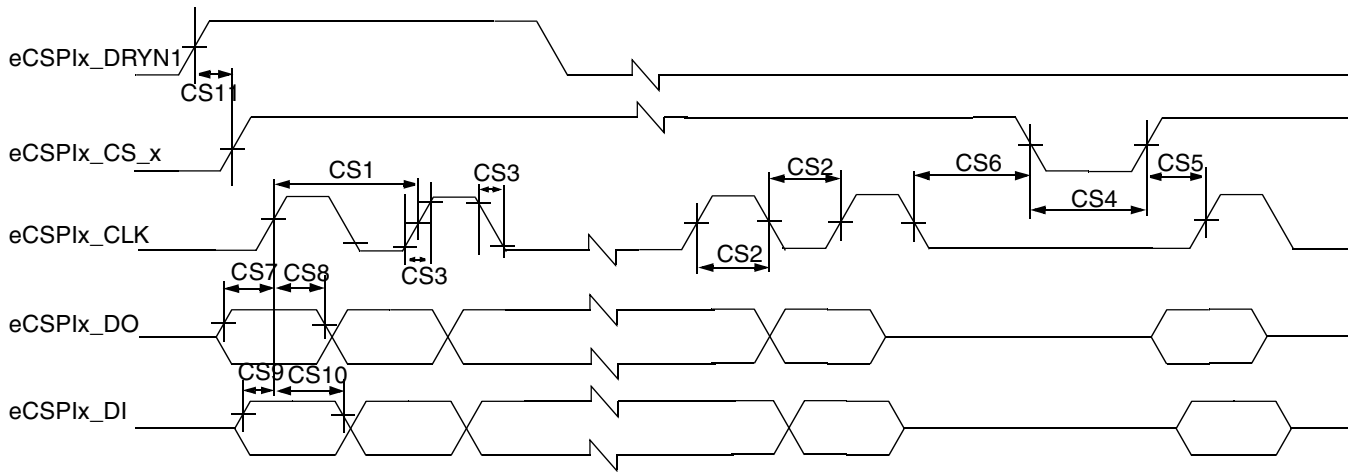 eCSPIx_DRYN1
CS11
eCSPIx_CS_x
CS1
CS3
CS2
CS6
CS5
CS4
eCSPIx_CLK
CS3
CS2
CS7
CS8
eCSPIx_DO
CS9
CS10
eCSPIx_DI